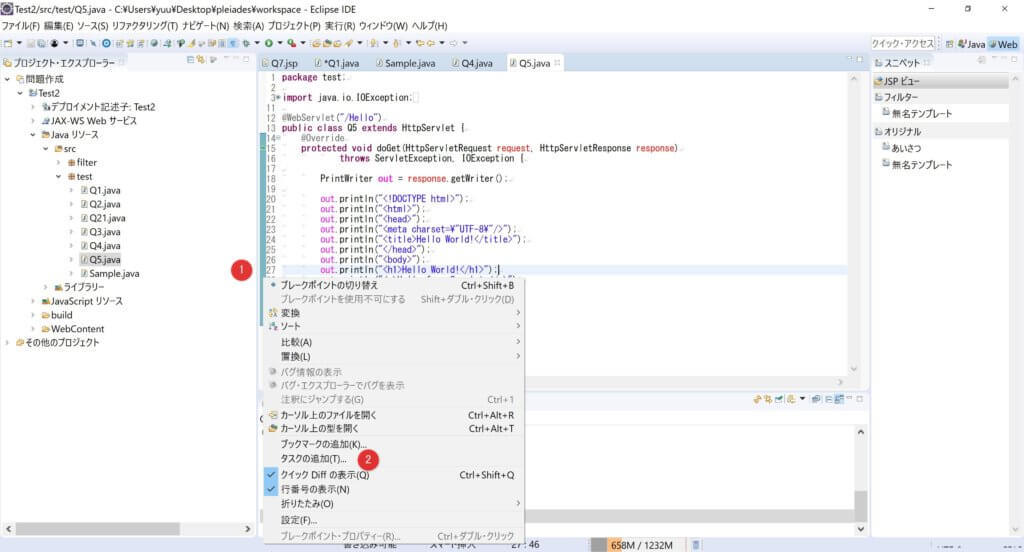 Test2/src/test/Q5.java - C:¥Users¥yuu¥Desktop¥pleiades¥workspace - Eclipse IDE
ファイル(F) 編集(E) ソース(S) リファクタリング(T) ナビゲート(N) 検索(A) プロジェクト(P) 実行(R) ウィンドウ(W) ヘルプ(H)
クイック・アクセス
Java
Web
プロジェクト・エクスプローラー
問題作成
Test2
デプロイメント記述子: Test2
JAX-WS Web サービス
Java リソース
src
filter
test
Q1.java
Q2.java
Q21.java
Q3.java
Q4.java
Q5.java
Sample.java
ライブラリー
JavaScript リソース
build
WebContent
その他のプロジェクト
Q7.jsp
*Q1.java
Sample.java
Q4.java
Q5.java
1 package test;
2
3 import java.io.IOException;
11
12 @WebServlet("/Hello")
13 public class Q5 extends HttpServlet {
14 @Override
15 protected void doGet(HttpServletRequest request, HttpServletResponse response)
16 throws ServletException, IOException {
17
18 PrintWriter out = response.getWriter();
19
20 out.println("<!DOCTYPE html>");
21 out.println("<html>");
22 out.println("<head>");
23 out.println("<meta charset=¥"UTF-8¥"/>");
24 out.println("<title>Hello World!</title>");
25 out.println("</head>");
26 out.println("<body>");
27 out.println("<h1>Hello World!</h1>");
1
ブレークポイントの切り替え Ctrl+Shift+B
ブレークポイントを使用不可にする Shift+ダブル・クリック(D)
変換
ソート
比較(A)
置換(L)
バグ情報の表示
バグ・エクスプローラーでバグを表示
注釈にジャンプする(G) Ctrl+1
カーソル上のファイルを開く Ctrl+Alt+R
カーソル上の型を開く Ctrl+Alt+T
ブックマークの追加(K)...
タスクの追加(T)...
2
クイック Diff の表示(Q) Ctrl+Shift+Q
行番号の表示(N)
折りたたみ(O)
設定(F)...
ブレークポイント・プロパティー(R)... Ctrl+ダブル・クリック
スニペット
JSP ビュー
フィルター
無名テンプレート
オリジナル
あいさつ
無名テンプレート
書き込み可能
スマート挿入
27:46
658M / 1232M